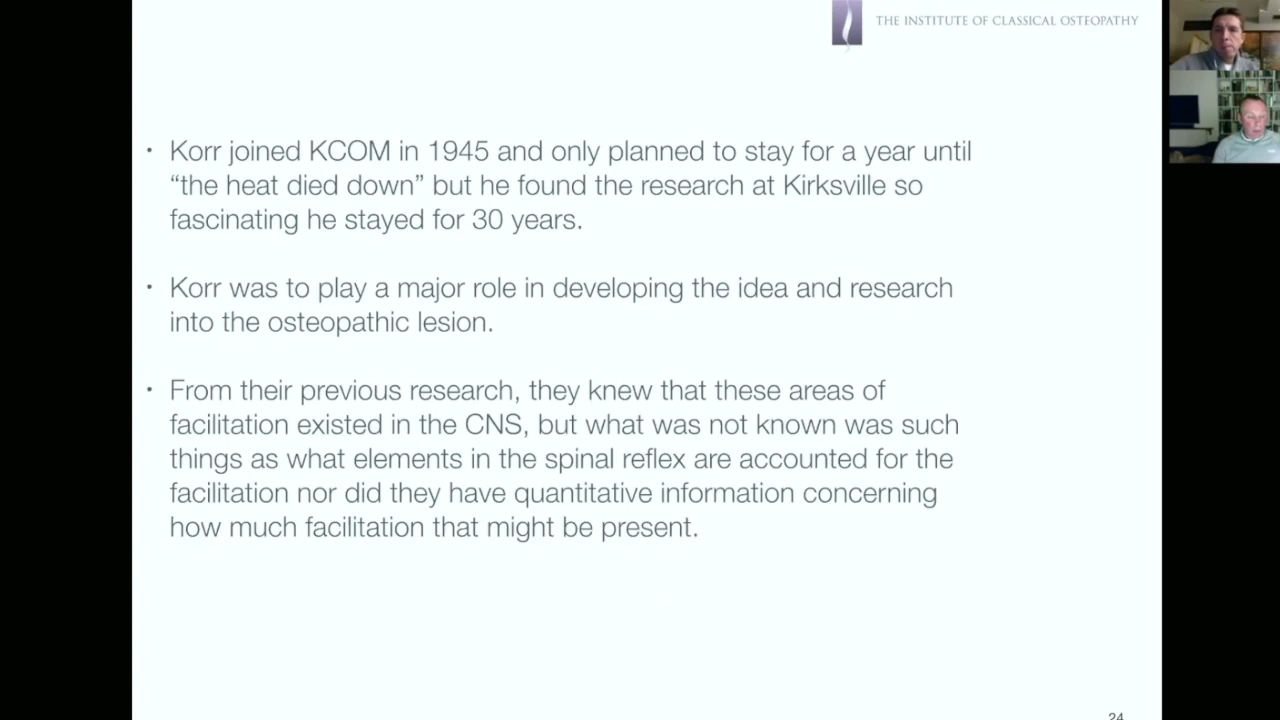 THE INSTITUTE OF CLASSICAL OSTEOPATHY
• Korr joined KCOM in 1945 and only planned to stay for a year until
“the heat died down” but he found the research at Kirksville so
fascinating he stayed for 30 years.
• Korr was to play a major role in developing the idea and research
into the osteopathic lesion.
• From their previous research, they knew that these areas of
facilitation existed in the CNS, but what was not known was such
things as what elements in the spinal reflex are accounted for the
facilitation nor did they have quantitative information concerning
how much facilitation that might be present.
24